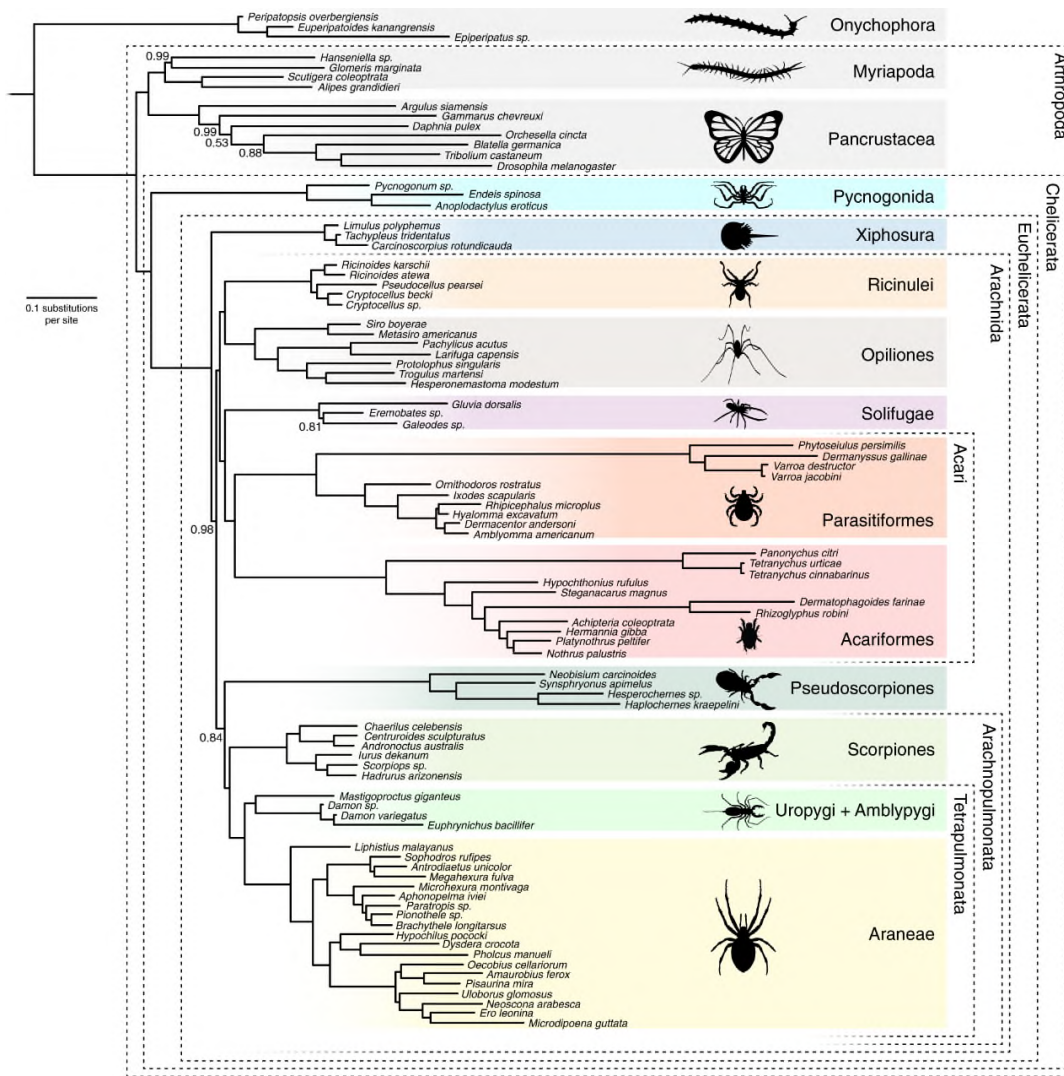 Peripatopsis overbergiensis
Euperipatoides kanangrensis
Epiperipatus sp.
Onychophora
0.99
Hanseniella sp.
Glomeris marginata
Scutigera coleoptrata
Alipes grandidieri
Myriapoda
Arthropoda
Argulus siamensis
Gammarus chevreuxi
0.99
Daphnia pulex
0.53
Orchesella cincta
0.88
Blatella germanica
Tribolium castaneum
Drosophila melanogaster
Pancrustacea
Pycnogonum sp.
Endeis spinosa
Anoplodactylus eroticus
Pycnogonida
Chelicerata
Limulus polyphemus
Tachypleus tridentatus
Carcinoscorpius rotundicauda
Xiphosura
Euchelicerata
0.1 substitutions
per site
Ricinoides karschii
Ricinoides atewa
Pseudocellus pearsei
Cryptocellus becki
Cryptocellus sp.
Ricinulei
Arachnida
Siro boyerae
Metasiro americanus
Pachylicus acutus
Larifuga capensis
Protolophus singularis
Trogulus martensi
Hesperonemastoma modestum
Opiliones
Gluvia dorsalis
Eremobates sp.
0.81
Galeodes sp.
Solifugae
Acari
Phytoseiulus persimilis
Dermanyssus gallinae
Varroa destructor
Varroa jacobini
Ornithodoros rostratus
Ixodes scapularis
Rhipicephalus microplus
Hyalomma excavatum
Dermacentor andersoni
Amblyomma americanum
Parasitiformes
0.98
Panonychus citri
Tetranychus urticae
Tetranychus cinnabarinus
Hypochthonius rufulus
Steganacarus magnus
Dermatophagoides farinae
Rhizoglyphus robini
Achipteria coleoptrata
Hermannia gibba
Platynothrus peltifer
Nothrus palustris
Acariformes
Neobisium carcinoides
Synsphryonus apimelus
Hesperochernes sp.
Haplochernes kraepelini
Pseudoscorpiones
0.84
Chaerilus celebensis
Centruroides sculpturatus
Andronoctus australis
Iurus dekanum
Scorpiops sp.
Hadrurus arizonensis
Scorpiones
Arachnopulmonata
Mastigoproctus giganteus
Damon sp.
Damon variegatus
Euphrynichus bacillifer
Uropygi + Amblypygi
Tetrapulmonata
Liphistius malayanus
Sophodros rufipes
Antrodiaetus unicolor
Megahexura fulva
Microhexura montivaga
Aphonopelma iviei
Paratropis sp.
Pionothele sp.
Brachythele longitarsus
Hypochilus pococki
Dysdera crocota
Pholcus manueli
Oecobius cellariorum
Amaurobius ferox
Pisaurina mira
Uloborus glomosus
Neoscona arabesca
Ero leonina
Microdipoena guttata
Araneae